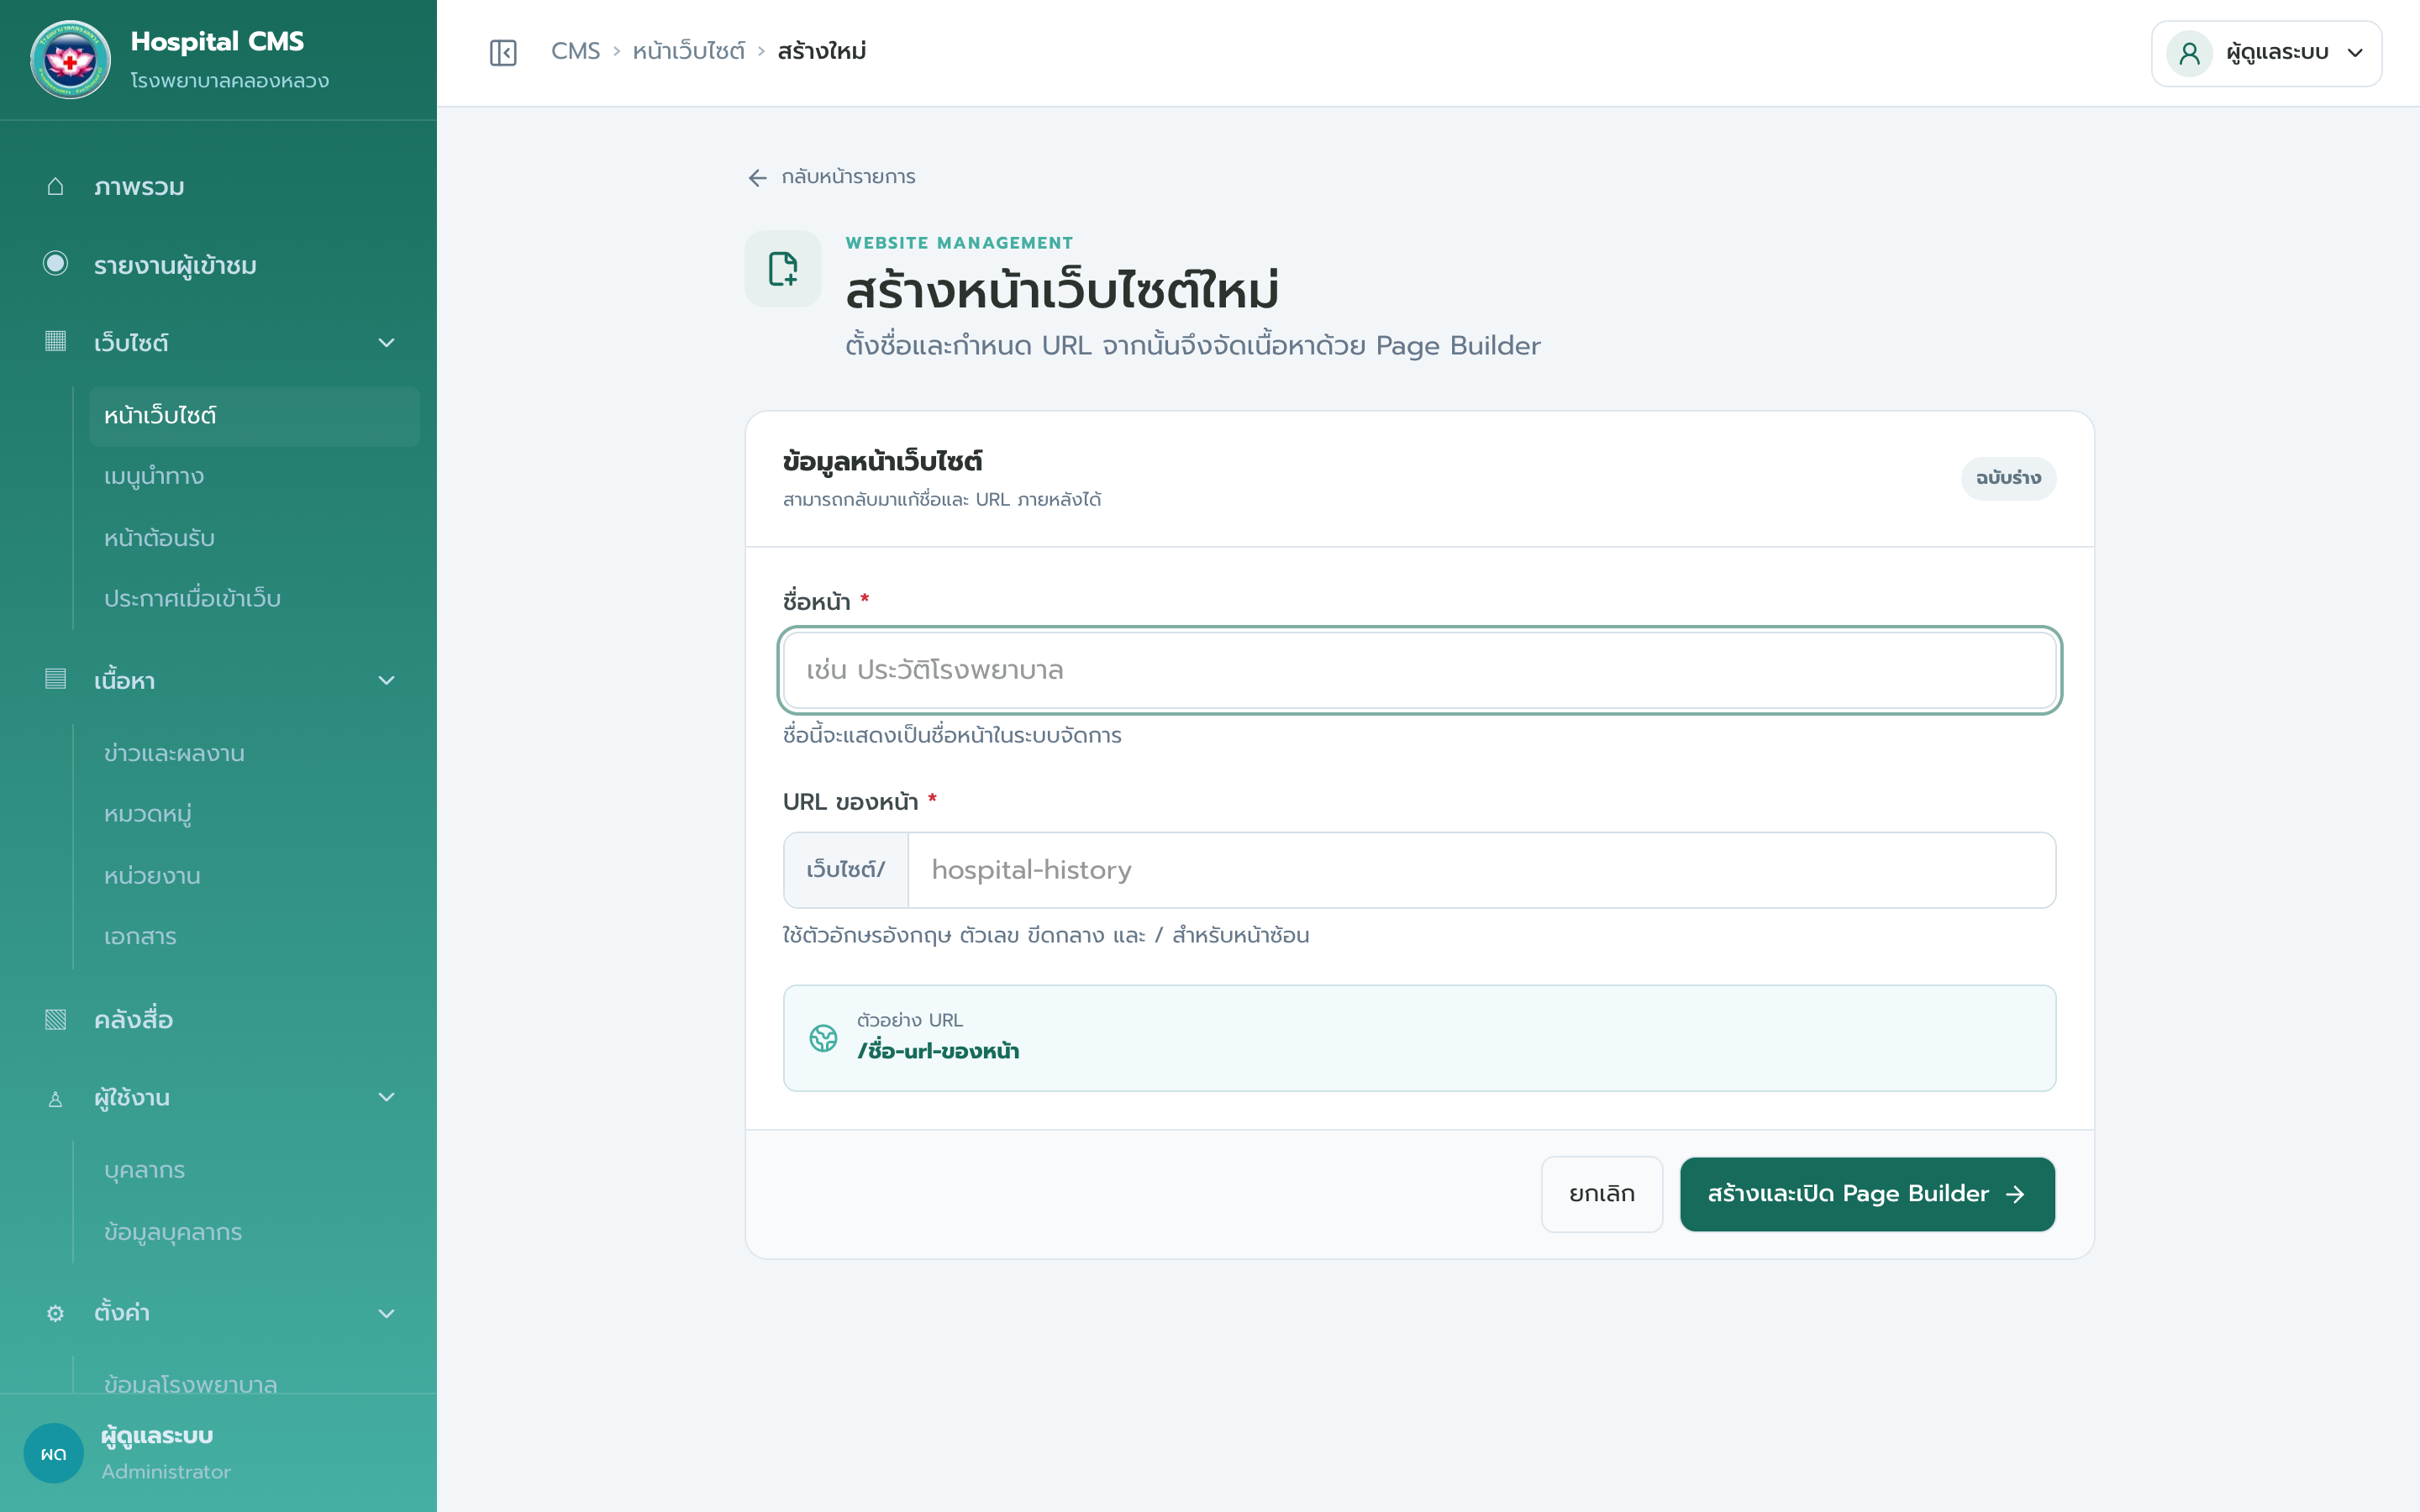 Hospital CMS
โรงพยาบาลคลองหลวง
ภาพรวม
รายงานผู้เข้าชม
เว็บไซต์
หน้าเว็บไซต์
เมนูนำทาง
หน้าต้อนรับ
ประกาศเมื่อเข้าเว็บ
เนื้อหา
ข่าวและผลงาน
หมวดหมู่
หน่วยงาน
เอกสาร
คลังสื่อ
ผู้ใช้งาน
บุคลากร
ข้อมูลบุคลากร
ตั้งค่า
ข้อมูลโรงพยาบาล
ผด
ผู้ดูแลระบบ
Administrator
CMS › หน้าเว็บไซต์ › สร้างใหม่
ผู้ดูแลระบบ
← กลับหน้ารายการ
WEBSITE MANAGEMENT
สร้างหน้าเว็บไซต์ใหม่
ตั้งชื่อและกำหนด URL จากนั้นจึงจัดเนื้อหาด้วย Page Builder
ข้อมูลหน้าเว็บไซต์
สามารถกลับมาแก้ชื่อและ URL ภายหลังได้
ฉบับร่าง
ชื่อหน้า *
เช่น ประวัติโรงพยาบาล
ชื่อนี้จะแสดงเป็นชื่อหน้าในระบบจัดการ
URL ของหน้า *
เว็บไซต์/ hospital-history
ใช้ตัวอักษรอังกฤษ ตัวเลข ขีดกลาง และ / สำหรับหน้าซ้อน
ตัวอย่าง URL
/ชื่อ-url-ของหน้า
ยกเลิก
สร้างและเปิด Page Builder →